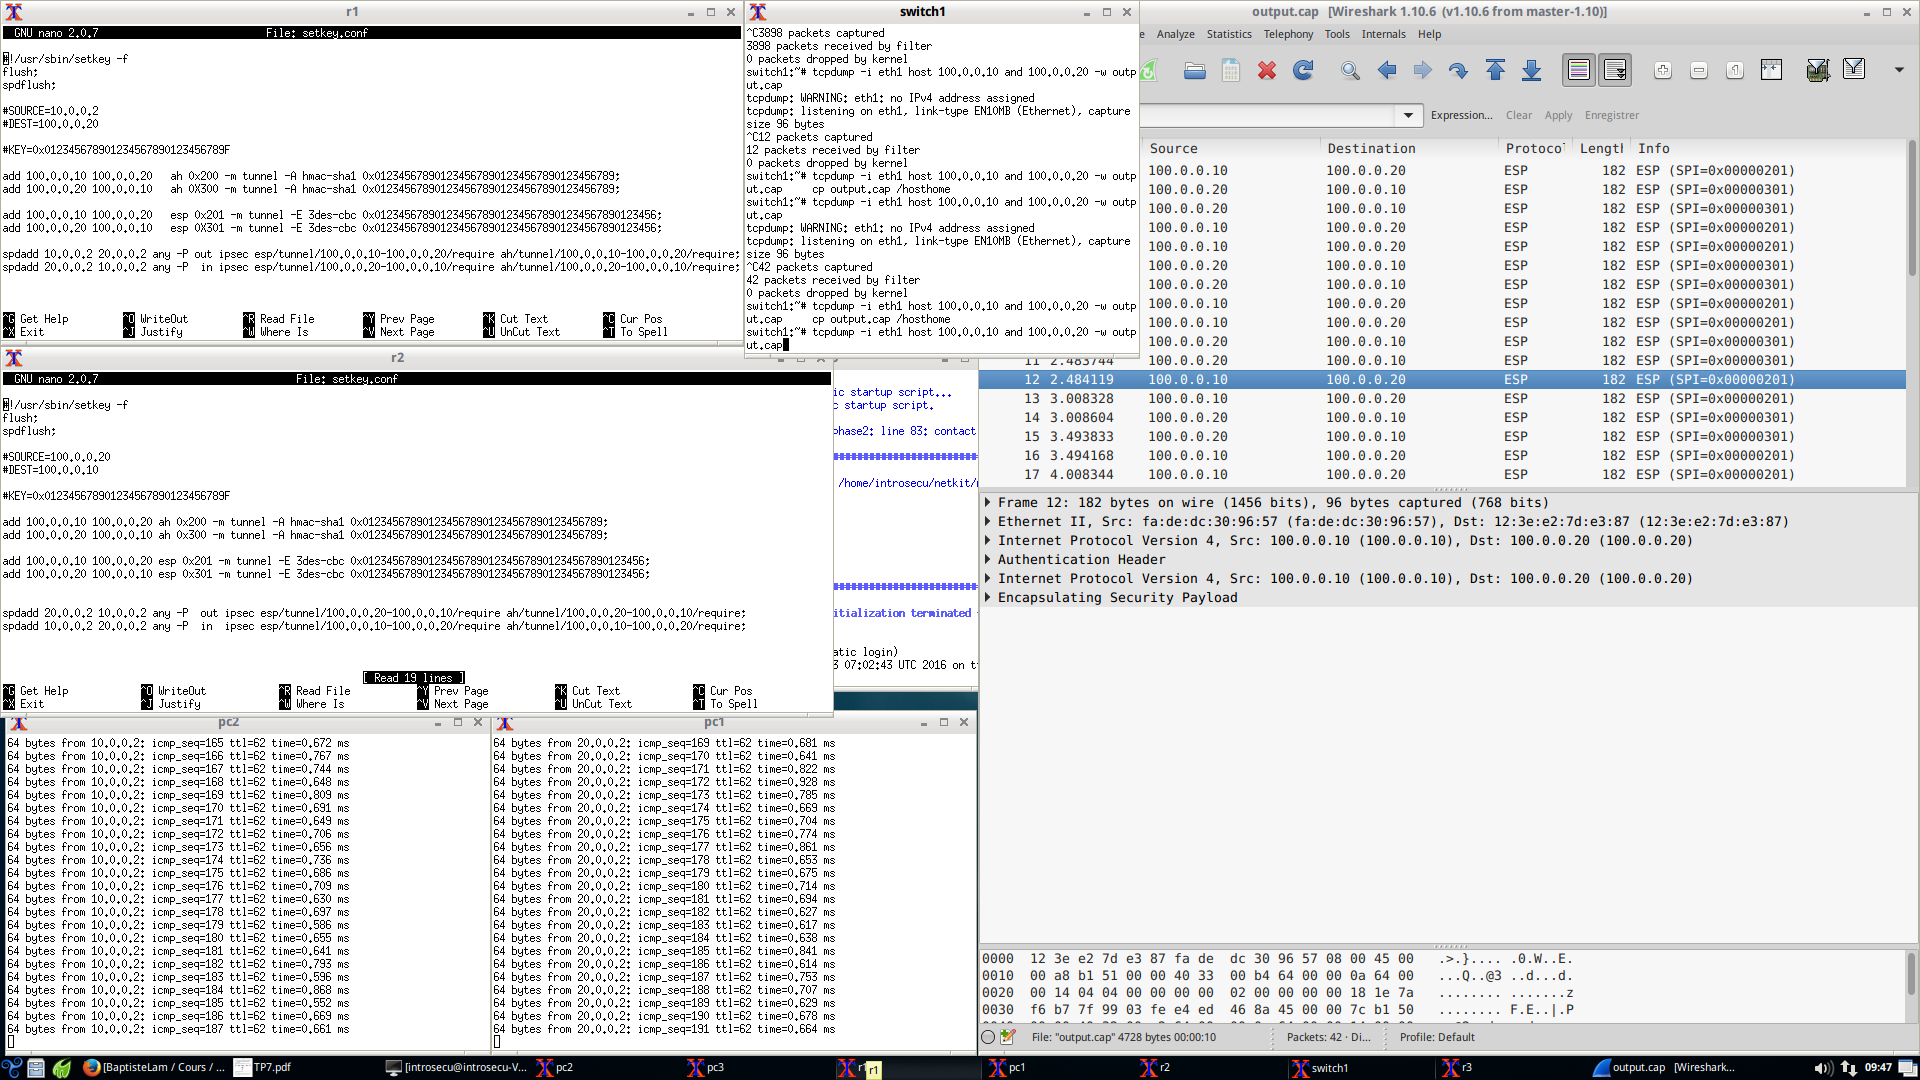 r1
GNU nano 2.0.7 File: setkey.conf
#!/usr/sbin/setkey -f
flush;
spdflush;
#SOURCE=10.0.0.2
#DEST=100.0.0.20
#KEY=0x01234567890123456789012345678­9F
add 100.0.0.10 100.0.0.20 ah 0x200 -m tunnel -A hmac-sha1 0x0123456789012345678901234567890123456789;
add 100.0.0.20 100.0.0.10 ah 0X300 -m tunnel -A hmac-sha1 0x0123456789012345678901234567890123456789;
add 100.0.0.10 100.0.0.20 esp 0x201 -m tunnel -E 3des-cbc 0x012345678901234567890123456789012345678901234567890123456;
add 100.0.0.20 100.0.0.10 esp 0X301 -m tunnel -E 3des-cbc 0x012345678901234567890123456789012345678901234567890123456;
spdadd 10.0.0.2 20.0.0.2 any -P out ipsec esp/tunnel/100.0.0.10-100.0.0.20/require ah/tunnel/100.0.0.10-100.0.0.20/require;
spdadd 20.0.0.2 10.0.0.2 any -P in ipsec esp/tunnel/100.0.0.20-100.0.0.10/require ah/tunnel/100.0.0.20-100.0.0.10/require;
^G Get Help ^O WriteOut ^R Read File ^Y Prev Page ^K Cut Text ^C Cur Pos
^X Exit ^J Justify ^W Where Is ^V Next Page ^U UnCut Text ^T To Spell
switch1
^C3898 packets captured
3898 packets received by filter
0 packets dropped by kernel
switch1:~# tcpdump -i eth1 host 100.0.0.10 and 100.0.0.20 -w outp
ut.cap
tcpdump: WARNING: eth1: no IPv4 address assigned
tcpdump: listening on eth1, link-type EN10MB (Ethernet), capture
size 96 bytes
^C12 packets captured
12 packets received by filter
0 packets dropped by kernel
switch1:~# tcpdump -i eth1 host 100.0.0.10 and 100.0.0.20 -w outp
ut.cap cp output.cap /hosthome
switch1:~# tcpdump -i eth1 host 100.0.0.10 and 100.0.0.20 -w outp
ut.cap
tcpdump: WARNING: eth1: no IPv4 address assigned
tcpdump: listening on eth1, link-type EN10MB (Ethernet), capture
size 96 bytes
^C42 packets captured
42 packets received by filter
0 packets dropped by kernel
switch1:~# tcpdump -i eth1 host 100.0.0.10 and 100.0.0.20 -w outp
ut.cap cp output.cap /hosthome
switch1:~# tcpdump -i eth1 host 100.0.0.10 and 100.0.0.20 -w outp
ut.cap
output.cap [Wireshark 1.10.6 (v1.10.6 from master-1.10)]
Analyze Statistics Telephony Tools Internals Help
Expression... Clear Apply Enregistrer
Source Destination Protocol Length Info
100.0.0.10 100.0.0.20 ESP 182 ESP (SPI=0x00000201)
100.0.0.20 100.0.0.10 ESP 182 ESP (SPI=0x00000301)
100.0.0.20 100.0.0.10 ESP 182 ESP (SPI=0x00000301)
100.0.0.10 100.0.0.20 ESP 182 ESP (SPI=0x00000201)
100.0.0.20 100.0.0.10 ESP 182 ESP (SPI=0x00000301)
100.0.0.20 100.0.0.10 ESP 182 ESP (SPI=0x00000301)
100.0.0.10 100.0.0.20 ESP 182 ESP (SPI=0x00000201)
100.0.0.10 100.0.0.20 ESP 182 ESP (SPI=0x00000201)
100.0.0.20 100.0.0.10 ESP 182 ESP (SPI=0x00000301)
100.0.0.10 100.0.0.20 ESP 182 ESP (SPI=0x00000201)
11 2.483744 100.0.0.20 100.0.0.10 ESP 182 ESP (SPI=0x00000301)
12 2.484119 100.0.0.10 100.0.0.20 ESP 182 ESP (SPI=0x00000201)
13 3.008328 100.0.0.10 100.0.0.20 ESP 182 ESP (SPI=0x00000201)
14 3.008604 100.0.0.20 100.0.0.10 ESP 182 ESP (SPI=0x00000301)
15 3.493833 100.0.0.20 100.0.0.10 ESP 182 ESP (SPI=0x00000301)
16 3.494168 100.0.0.10 100.0.0.20 ESP 182 ESP (SPI=0x00000201)
17 4.008344 100.0.0.10 100.0.0.20 ESP 182 ESP (SPI=0x00000201)
Frame 12: 182 bytes on wire (1456 bits), 96 bytes captured (768 bits)
Ethernet II, Src: fa:de:dc:30:96:57 (fa:de:dc:30:96:57), Dst: 12:3e:e2:7d:e3:87 (12:3e:e2:7d:e3:87)
Internet Protocol Version 4, Src: 100.0.0.10 (100.0.0.10), Dst: 100.0.0.20 (100.0.0.20)
Authentication Header
Internet Protocol Version 4, Src: 100.0.0.10 (100.0.0.10), Dst: 100.0.0.20 (100.0.0.20)
Encapsulating Security Payload
0000 12 3e e2 7d e3 87 fa de dc 30 96 57 08 00 45 00 .>.}.... .0.W..E.
0010 00 a8 b1 51 00 00 40 33 00 b4 64 00 00 0a 64 00 ...Q..@3 ..d...d.
0020 00 14 04 04 00 00 00 00 02 00 00 00 00 18 1e 7a ........ .......z
0030 f6 b7 7f 99 03 fe e4 ed 46 8a 45 00 00 7c b1 50 ........ F.E..|.P
File: "output.cap" 4728 bytes 00:00:10 Packets: 42 · Di... Profile: Default
r2
GNU nano 2.0.7 File: setkey.conf
#!/usr/sbin/setkey -f
flush;
spdflush;
#SOURCE=100.0.0.20
#DEST=100.0.0.10
#KEY=0x012345678901234567890123456789F
add 100.0.0.10 100.0.0.20 ah 0x200 -m tunnel -A hmac-sha1 0x0123456789012345678901234567890123456789;
add 100.0.0.20 100.0.0.10 ah 0x300 -m tunnel -A hmac-sha1 0x0123456789012345678901234567890123456789;
add 100.0.0.10 100.0.0.20 esp 0x201 -m tunnel -E 3des-cbc 0x012345678901234567890123456789012345678901234567890123456;
add 100.0.0.20 100.0.0.10 esp 0x301 -m tunnel -E 3des-cbc 0x012345678901234567890123456789012345678901234567890123456;
spdadd 20.0.0.2 10.0.0.2 any -P out ipsec esp/tunnel/100.0.0.20-100.0.0.10/require ah/tunnel/100.0.0.20-100.0.0.10/require;
spdadd 10.0.0.2 20.0.0.2 any -P in ipsec esp/tunnel/100.0.0.10-100.0.0.20/require ah/tunnel/100.0.0.10-100.0.0.20/require;
[ Read 19 lines ]
^G Get Help ^O WriteOut ^R Read File ^Y Prev Page ^K Cut Text ^C Cur Pos
^X Exit ^J Justify ^W Where Is ^V Next Page ^U UnCut Text ^T To Spell
ic startup script...
c startup script.
phase2: line 83: contact
/home/introsecu/netkit/
itialization terminated
atic login)
3 07:02:43 UTC 2016 on t
pc2
64 bytes from 10.0.0.2: icmp_seq=165 ttl=62 time=0.672 ms
64 bytes from 10.0.0.2: icmp_seq=166 ttl=62 time=0.767 ms
64 bytes from 10.0.0.2: icmp_seq=167 ttl=62 time=0.744 ms
64 bytes from 10.0.0.2: icmp_seq=168 ttl=62 time=0.648 ms
64 bytes from 10.0.0.2: icmp_seq=169 ttl=62 time=0.809 ms
64 bytes from 10.0.0.2: icmp_seq=170 ttl=62 time=0.691 ms
64 bytes from 10.0.0.2: icmp_seq=171 ttl=62 time=0.649 ms
64 bytes from 10.0.0.2: icmp_seq=172 ttl=62 time=0.706 ms
64 bytes from 10.0.0.2: icmp_seq=173 ttl=62 time=0.656 ms
64 bytes from 10.0.0.2: icmp_seq=174 ttl=62 time=0.736 ms
64 bytes from 10.0.0.2: icmp_seq=175 ttl=62 time=0.686 ms
64 bytes from 10.0.0.2: icmp_seq=176 ttl=62 time=0.709 ms
64 bytes from 10.0.0.2: icmp_seq=177 ttl=62 time=0.630 ms
64 bytes from 10.0.0.2: icmp_seq=178 ttl=62 time=0.697 ms
64 bytes from 10.0.0.2: icmp_seq=179 ttl=62 time=0.586 ms
64 bytes from 10.0.0.2: icmp_seq=180 ttl=62 time=0.655 ms
64 bytes from 10.0.0.2: icmp_seq=181 ttl=62 time=0.641 ms
64 bytes from 10.0.0.2: icmp_seq=182 ttl=62 time=0.793 ms
64 bytes from 10.0.0.2: icmp_seq=183 ttl=62 time=0.596 ms
64 bytes from 10.0.0.2: icmp_seq=184 ttl=62 time=0.868 ms
64 bytes from 10.0.0.2: icmp_seq=185 ttl=62 time=0.552 ms
64 bytes from 10.0.0.2: icmp_seq=186 ttl=62 time=0.669 ms
64 bytes from 10.0.0.2: icmp_seq=187 ttl=62 time=0.661 ms
pc1
64 bytes from 20.0.0.2: icmp_seq=169 ttl=62 time=0.681 ms
64 bytes from 20.0.0.2: icmp_seq=170 ttl=62 time=0.641 ms
64 bytes from 20.0.0.2: icmp_seq=171 ttl=62 time=0.822 ms
64 bytes from 20.0.0.2: icmp_seq=172 ttl=62 time=0.928 ms
64 bytes from 20.0.0.2: icmp_seq=173 ttl=62 time=0.785 ms
64 bytes from 20.0.0.2: icmp_seq=174 ttl=62 time=0.669 ms
64 bytes from 20.0.0.2: icmp_seq=175 ttl=62 time=0.704 ms
64 bytes from 20.0.0.2: icmp_seq=176 ttl=62 time=0.774 ms
64 bytes from 20.0.0.2: icmp_seq=177 ttl=62 time=0.861 ms
64 bytes from 20.0.0.2: icmp_seq=178 ttl=62 time=0.653 ms
64 bytes from 20.0.0.2: icmp_seq=179 ttl=62 time=0.675 ms
64 bytes from 20.0.0.2: icmp_seq=180 ttl=62 time=0.714 ms
64 bytes from 20.0.0.2: icmp_seq=181 ttl=62 time=0.694 ms
64 bytes from 20.0.0.2: icmp_seq=182 ttl=62 time=0.627 ms
64 bytes from 20.0.0.2: icmp_seq=183 ttl=62 time=0.617 ms
64 bytes from 20.0.0.2: icmp_seq=184 ttl=62 time=0.638 ms
64 bytes from 20.0.0.2: icmp_seq=185 ttl=62 time=0.841 ms
64 bytes from 20.0.0.2: icmp_seq=186 ttl=62 time=0.614 ms
64 bytes from 20.0.0.2: icmp_seq=187 ttl=62 time=0.753 ms
64 bytes from 20.0.0.2: icmp_seq=188 ttl=62 time=0.707 ms
64 bytes from 20.0.0.2: icmp_seq=189 ttl=62 time=0.629 ms
64 bytes from 20.0.0.2: icmp_seq=190 ttl=62 time=0.678 ms
64 bytes from 20.0.0.2: icmp_seq=191 ttl=62 time=0.664 ms
[BaptisteLam / Cours / ... TP7.pdf [introsecu@introsecu-V... pc2 pc3 r1 r1 pc1 r2 switch1 r3 output.cap [Wireshark... 09:47